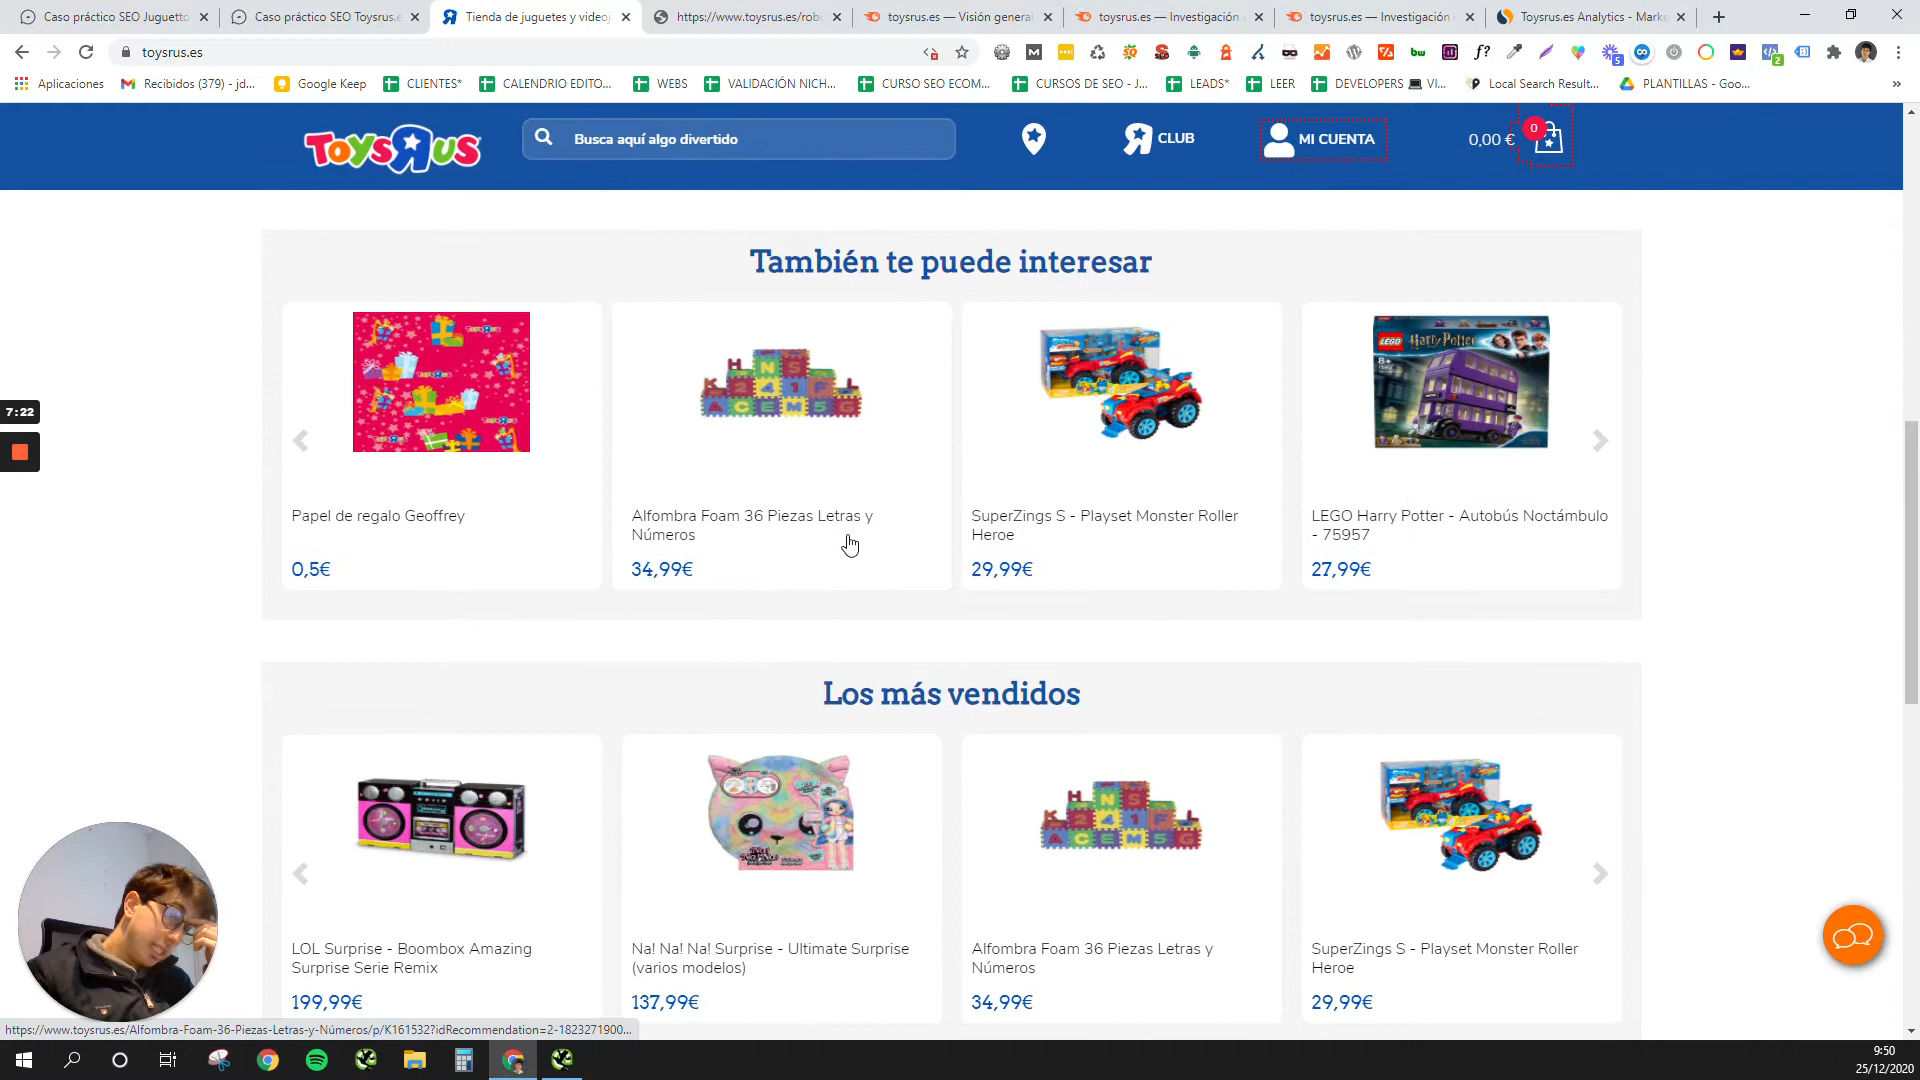 Caso práctico SEO Juguetto
Caso práctico SEO Toysrus.e
Tienda de juguetes y videoj
https://www.toysrus.es/rob
toysrus.es — Visión general
toysrus.es — Investigación
toysrus.es — Investigación
Toysrus.es Analytics - Marke
toysrus.es
Aplicaciones
Recibidos (379) - jd...
Google Keep
CLIENTES*
CALENDARIO EDITO...
WEBS
VALIDACIÓN NICH...
CURSO SEO ECOM...
CURSOS DE SEO - J...
LEADS*
LEER
DEVELOPERS 💻 VI...
Local Search Result...
PLANTILLAS - Goo...
TOYS R US
Busca aquí algo divertido
CLUB
MI CUENTA
0,00 €
0
También te puede interesar
Papel de regalo Geoffrey
0,5€
Alfombra Foam 36 Piezas Letras y
Números
34,99€
SuperZings S - Playset Monster Roller
Heroe
29,99€
LEGO Harry Potter - Autobús Noctámbulo
- 75957
27,99€
7:22
Los más vendidos
LOL Surprise - Boombox Amazing
Surprise Serie Remix
199,99€
Na! Na! Na! Surprise - Ultimate Surprise
(varios modelos)
137,99€
Alfombra Foam 36 Piezas Letras y
Números
34,99€
SuperZings S - Playset Monster Roller
Heroe
29,99€
https://www.toysrus.es/Alfombra-Foam-36-Piezas-Letras-y-Números/p/K161532?idRecommendation=2-1823271900...
9:50
25/12/2020